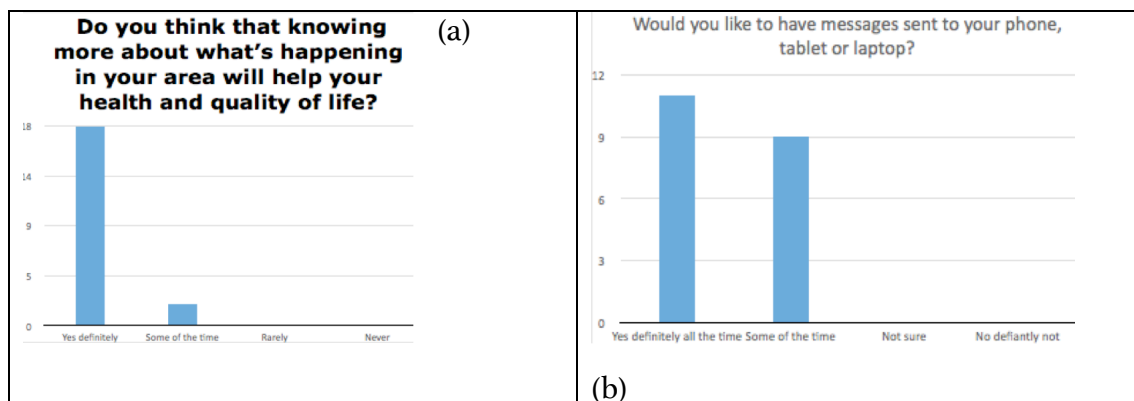 Do you think that knowing
more about what's happening
in your area will help your
health and quality of life?
18
14
9
5
0
Yes definitely Some of the time Rarely Never
(a)
Would you like to have messages sent to your phone,
tablet or laptop?
12
9
6
3
0
Yes definitely all the time Some of the time Not sure No defiantly not
(b)